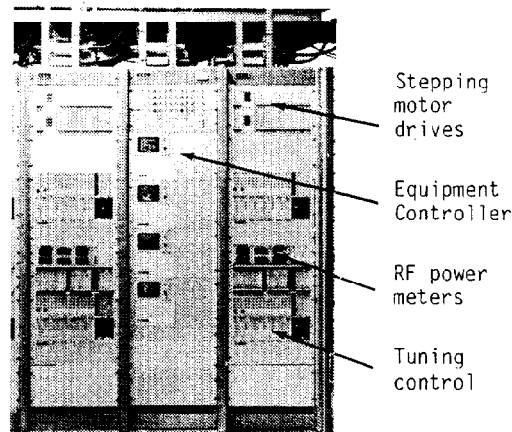 Stepping
motor
drives
Equipment
Controller
RF power
meters
Tuning
control